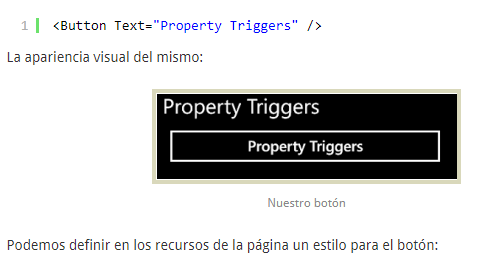 1 <Button Text="Property Triggers" />
La apariencia visual del mismo:
Property Triggers
Property Triggers
Nuestro botón
Podemos definir en los recursos de la página un estilo para el botón: